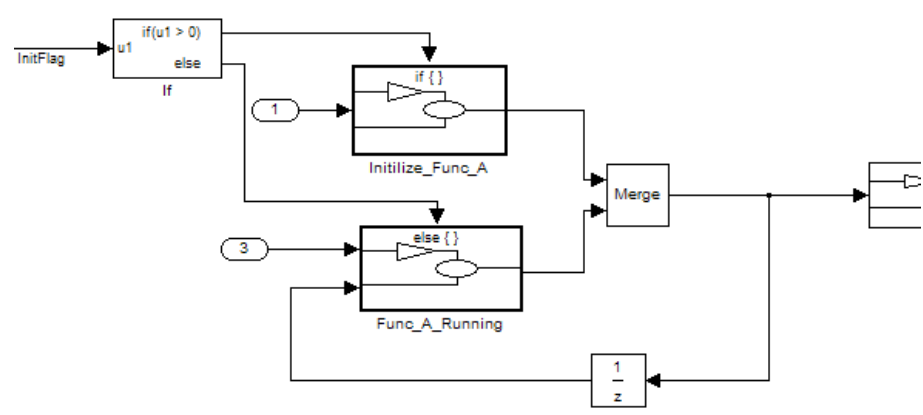 if(u1 > 0)
u1
InitFlag
else
If
if { }
1
Initilize_Func_A
Merge
else { }
3
Func_A_Running
1
z